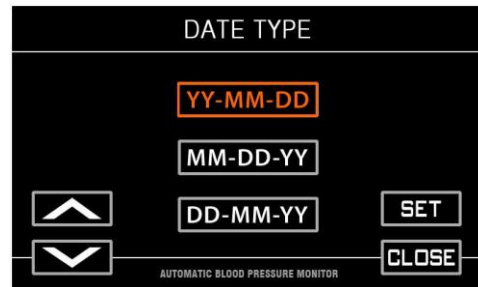 DATE TYPE
YY-MM-DD
MM-DD-YY
DD-MM-YY
SET
CLOSE
AUTOMATIC BLOOD PRESSURE MONITOR